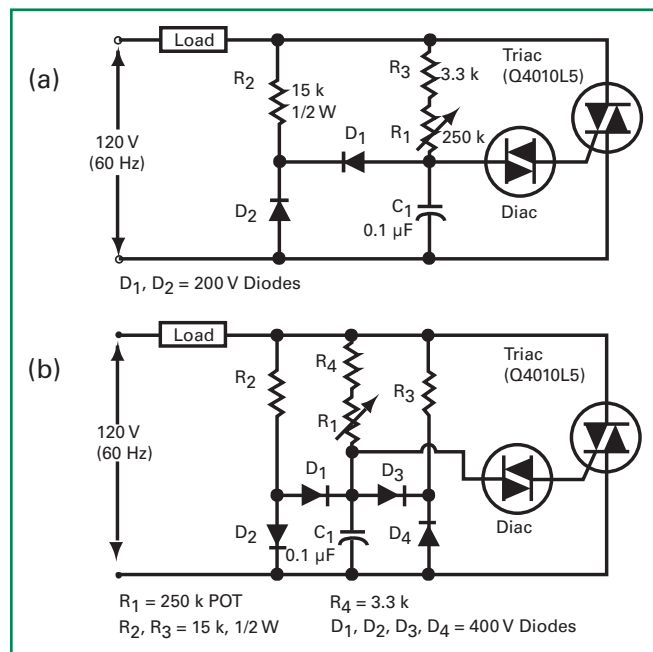 (a)
Load
Triac
(Q4010L5)
R2
15 k
1/2 W
R3
3.3 k
R1
250 k
D1
120 V
(60 Hz)
D2
C1
0.1 µF
Diac
D1, D2 = 200 V Diodes
(b)
Load
Triac
(Q4010L5)
R2
R4
R3
R1
120 V
(60 Hz)
D1
D3
D2
C1
0.1 µF
D4
Diac
R1 = 250 k POT
R2, R3 = 15 k, 1/2 W
R4 = 3.3 k
D1, D2, D3, D4 = 400 V Diodes